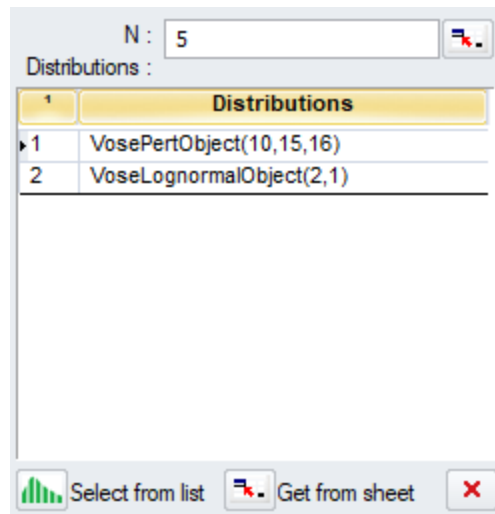 N : 5
Distributions :
1 Distributions
1 VosePertObject(10,15,16)
2 VoseLognormalObject(2,1)
Select from list Get from sheet